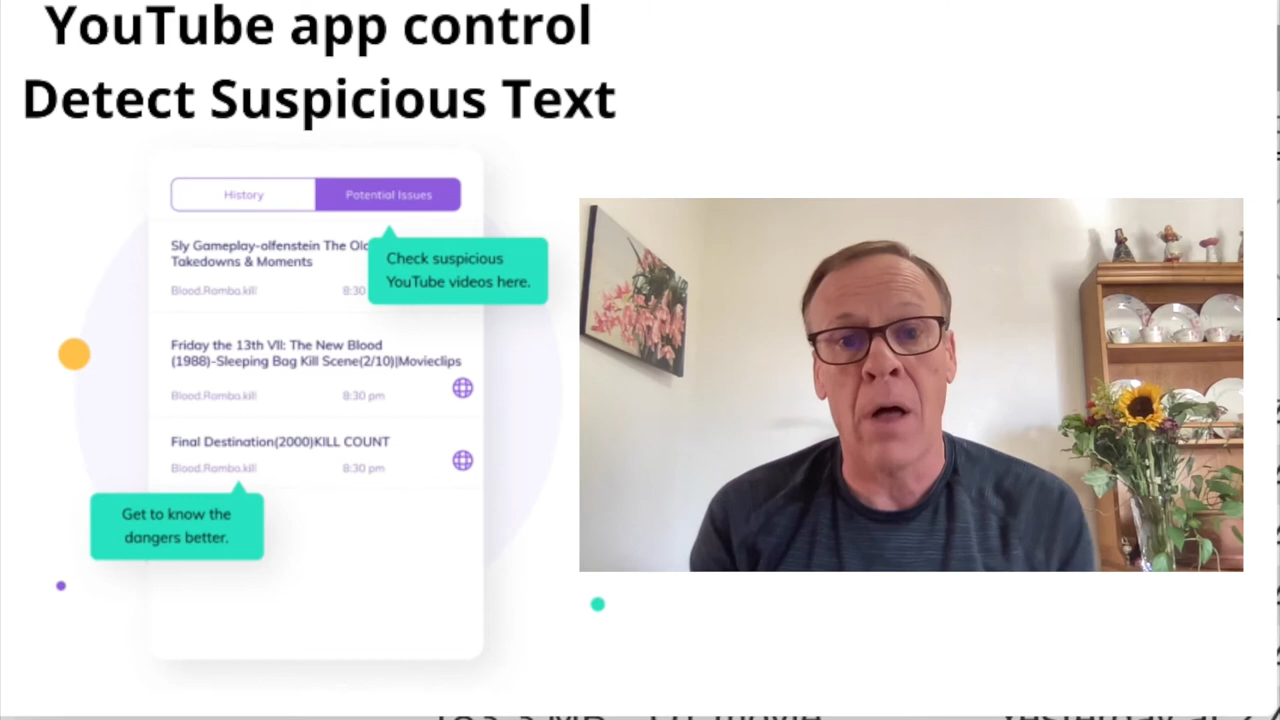 YouTube app control
Detect Suspicious Text
History
Potential Issues
Sly Gameplay-olfenstein The Old
Takedowns & Moments
Blood.Rambo.kill
8:30
Check suspicious
YouTube videos here.
Friday the 13th VII: The New Blood
(1988)-Sleeping Bag Kill Scene(2/10)|Movieclips
Blood.Rambo.kill
8:30 pm
Final Destination(2000)KILL COUNT
Blood.Rambo.kill
8:30 pm
Get to know the
dangers better.